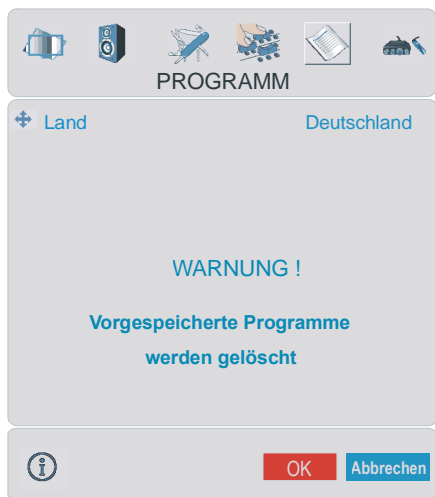 PROGRAMM
Land Deutschland
WARNUNG !
Vorgespeicherte Programme
werden gelöscht
OK Abbrechen